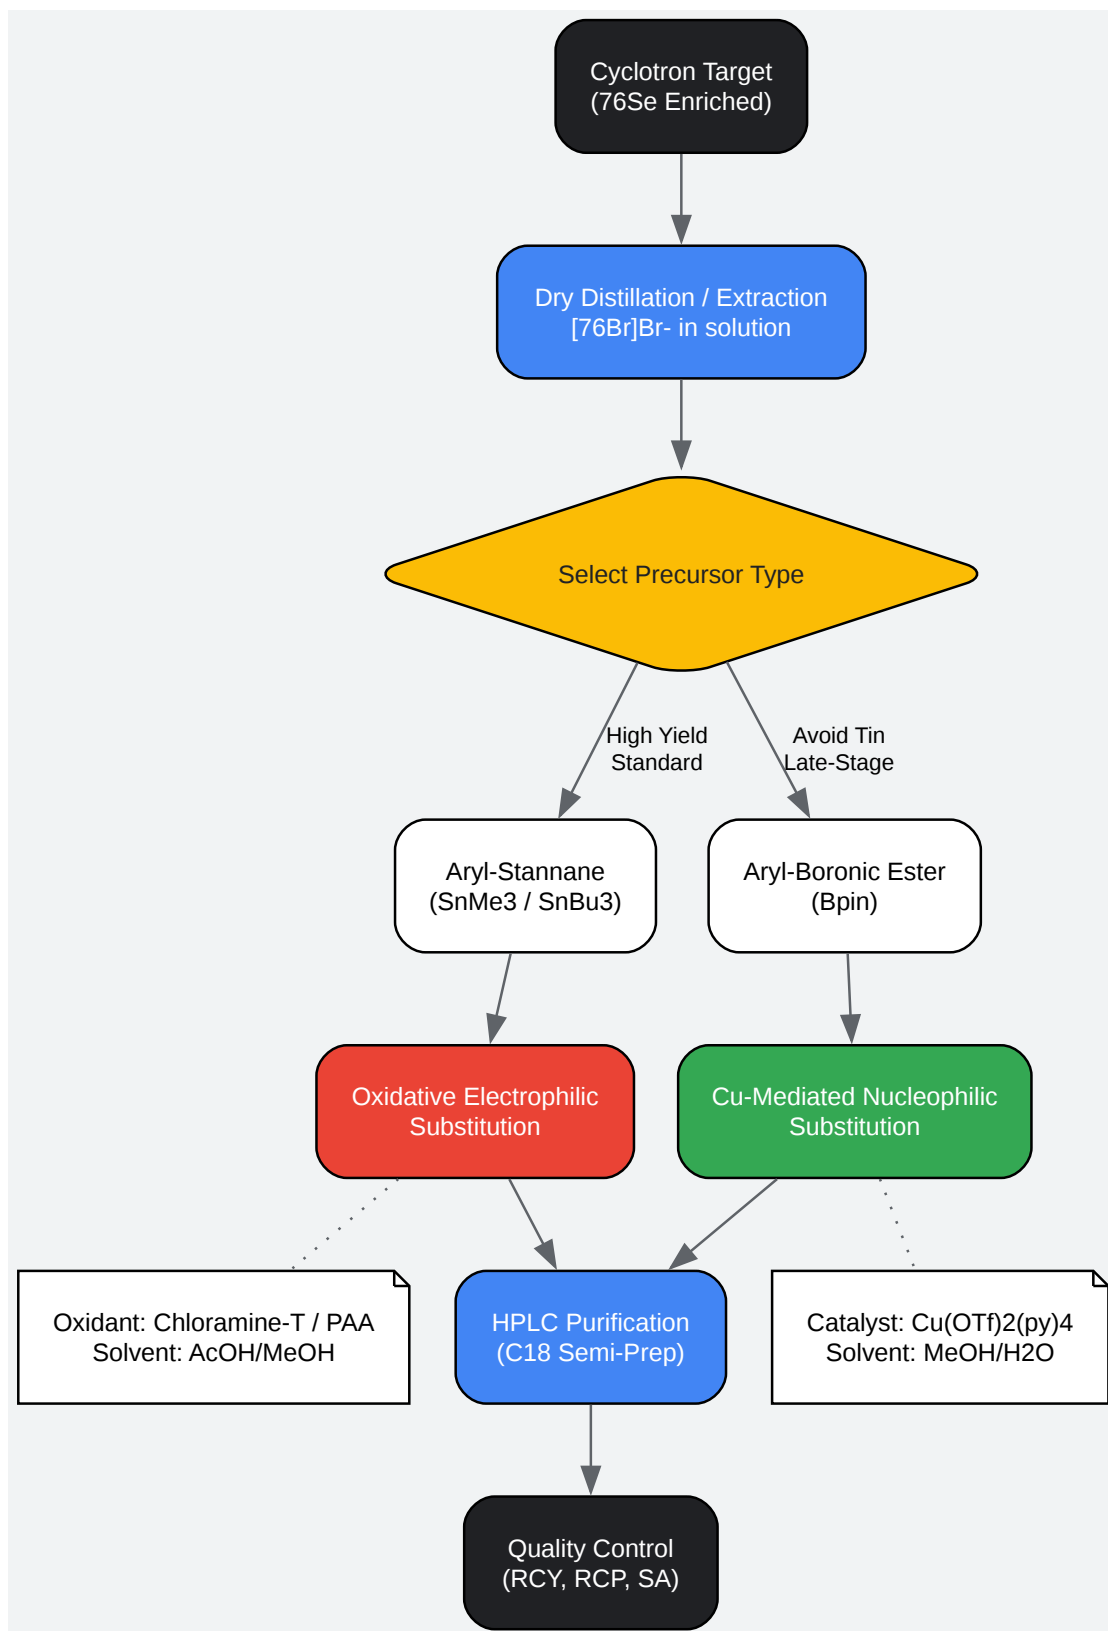 Cyclotron Target
(76Se Enriched)
Dry Distillation / Extraction
[76Br]Br- in solution
Select Precursor Type
High Yield
Standard
Avoid Tin
Late-Stage
Aryl-Stannane
(SnMe3 / SnBu3)
Aryl-Boronic Ester
(Bpin)
Oxidative Electrophilic
Substitution
Cu-Mediated Nucleophilic
Substitution
Oxidant: Chloramine-T / PAA
Solvent: AcOH/MeOH
HPLC Purification
(C18 Semi-Prep)
Catalyst: Cu(OTf)2(py)4
Solvent: MeOH/H2O
Quality Control
(RCY, RCP, SA)